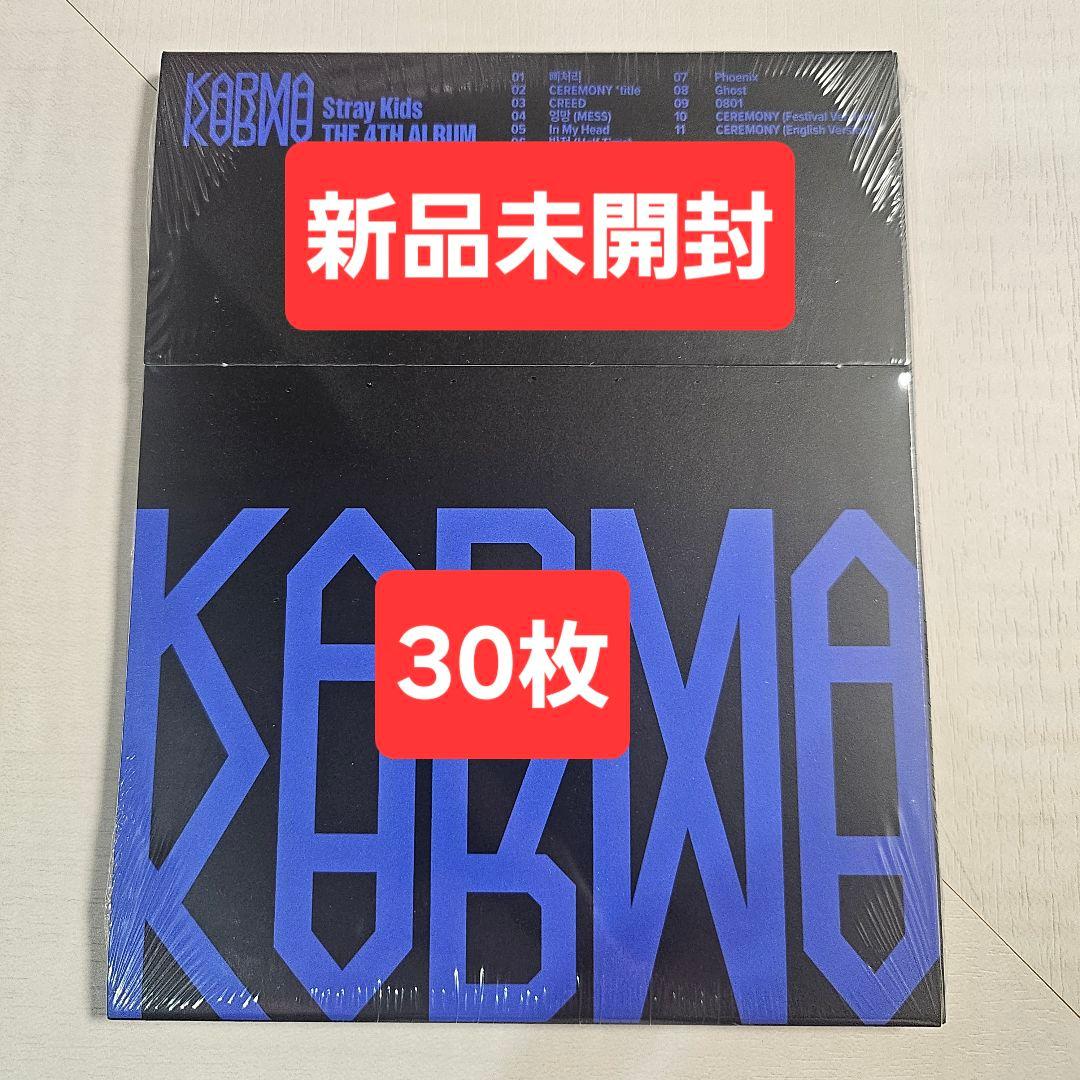 KARMA
Stray Kids
THE 4TH ALBUM
01 삐처리
02 CEREMONY *title
03 CREED
04 엉망 (MESS)
05 In My Head
06
07 Phoenix
08 Ghost
09 0801
10 CEREMONY (Festival Version)
11 CEREMONY (English Version)
新品未開封
KARMA
30枚